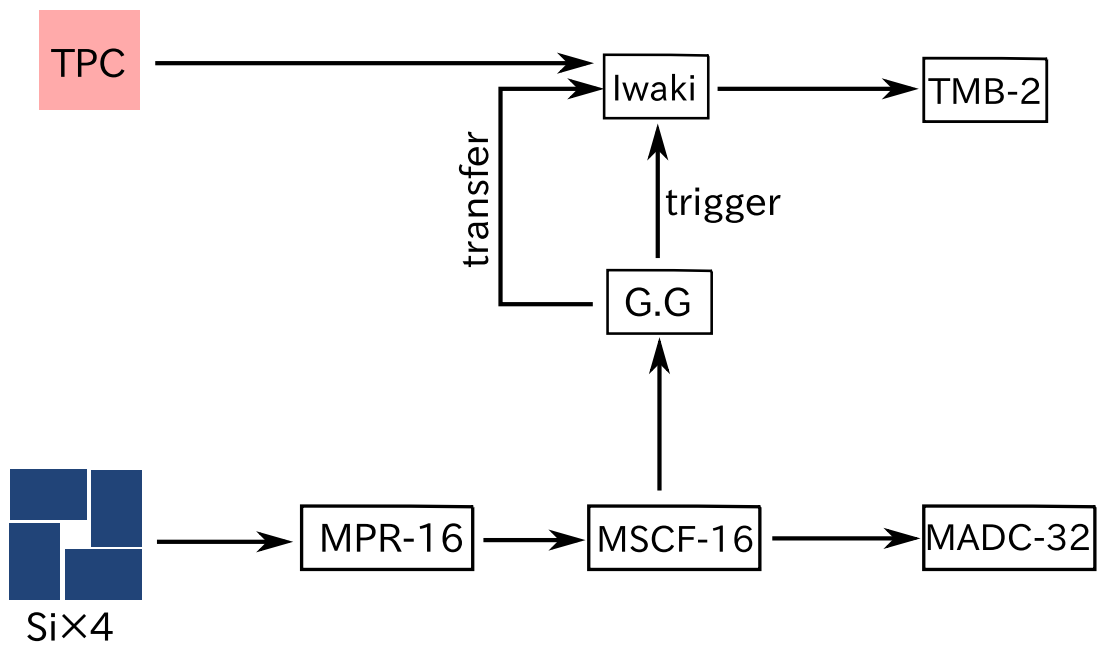 TPC
Iwaki
TMB-2
transfer
trigger
G.G
MPR-16
MSCF-16
MADC-32
Si×4